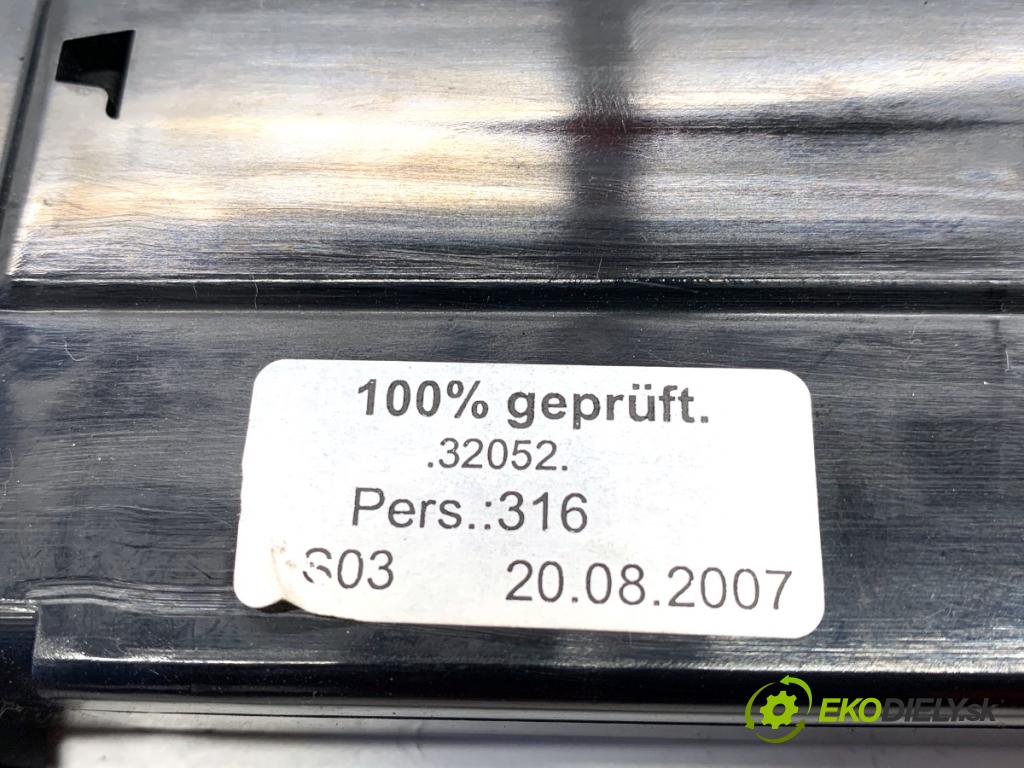 100% geprüft.
.32052.
Pers.:316
S03 20.08.2007
EKODIELY.sk